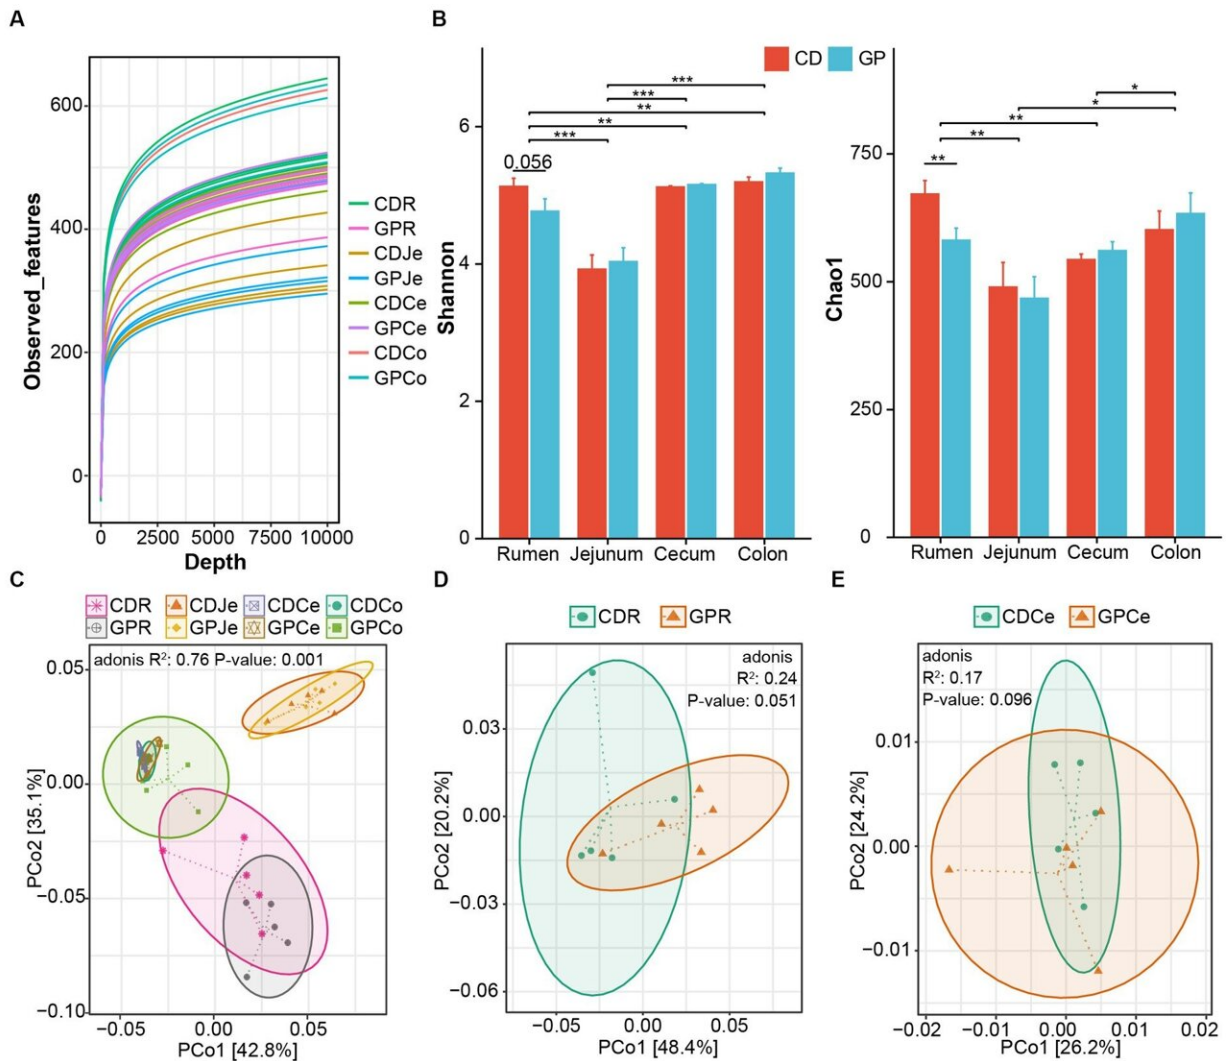 A
600
400
200
0
0 2500 5000 7500 10000
Observed_features
Depth
CDR
GPR
CDJe
GPJe
CDCe
GPCe
CDCo
GPCo
B
CD GP
6
4
2
0
Shannon
***
***
**
**
***
0.056
Rumen Jejunum Cecum Colon
750
500
250
0
Chao1
*
*
**
**
**
Rumen Jejunum Cecum Colon
C
CDR CDJe CDCe CDCo
GPR GPJe GPCe GPCo
adonis R²: 0.76 P-value: 0.001
0.05
0.00
−0.05
−0.10
PCo2 [35.1%]
−0.05 0.00 0.05
PCo1 [42.8%]
D
CDR GPR
adonis
R²: 0.24
P-value: 0.051
0.03
0.00
−0.03
−0.06
PCo2 [20.2%]
−0.05 0.00 0.05
PCo1 [48.4%]
E
CDCe GPCe
adonis
R²: 0.17
P-value: 0.096
0.01
0.00
−0.01
PCo2 [24.2%]
−0.02 −0.01 0.00 0.01 0.02
PCo1 [26.2%]